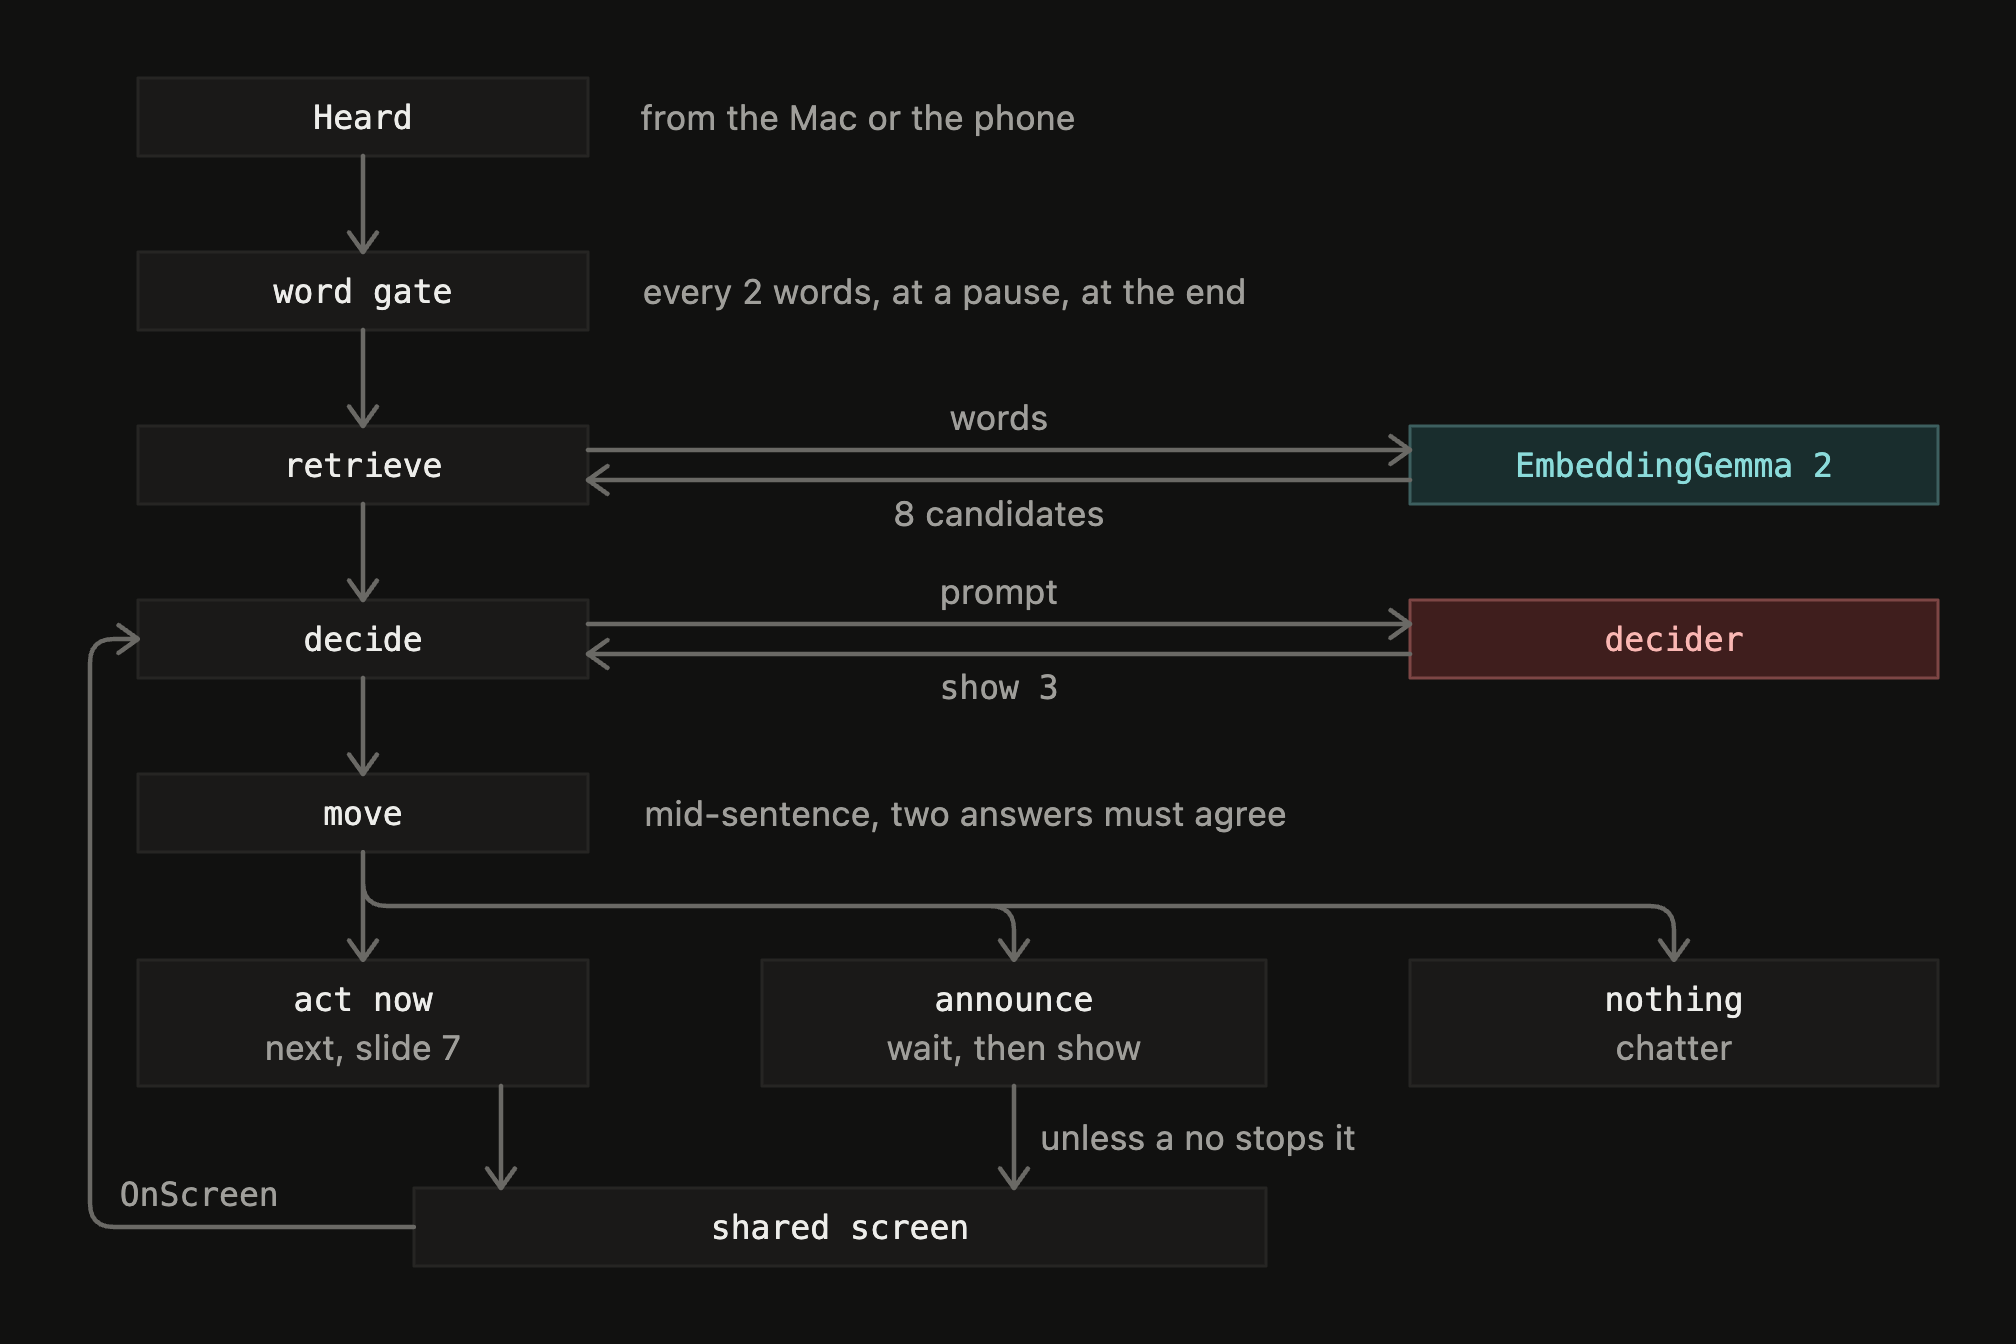 Heard
from the Mac or the phone
word gate
every 2 words, at a pause, at the end
words
retrieve
EmbeddingGemma 2
8 candidates
prompt
decide
decider
show 3
move
mid-sentence, two answers must agree
act now
next, slide 7
announce
wait, then show
nothing
chatter
unless a no stops it
OnScreen
shared screen